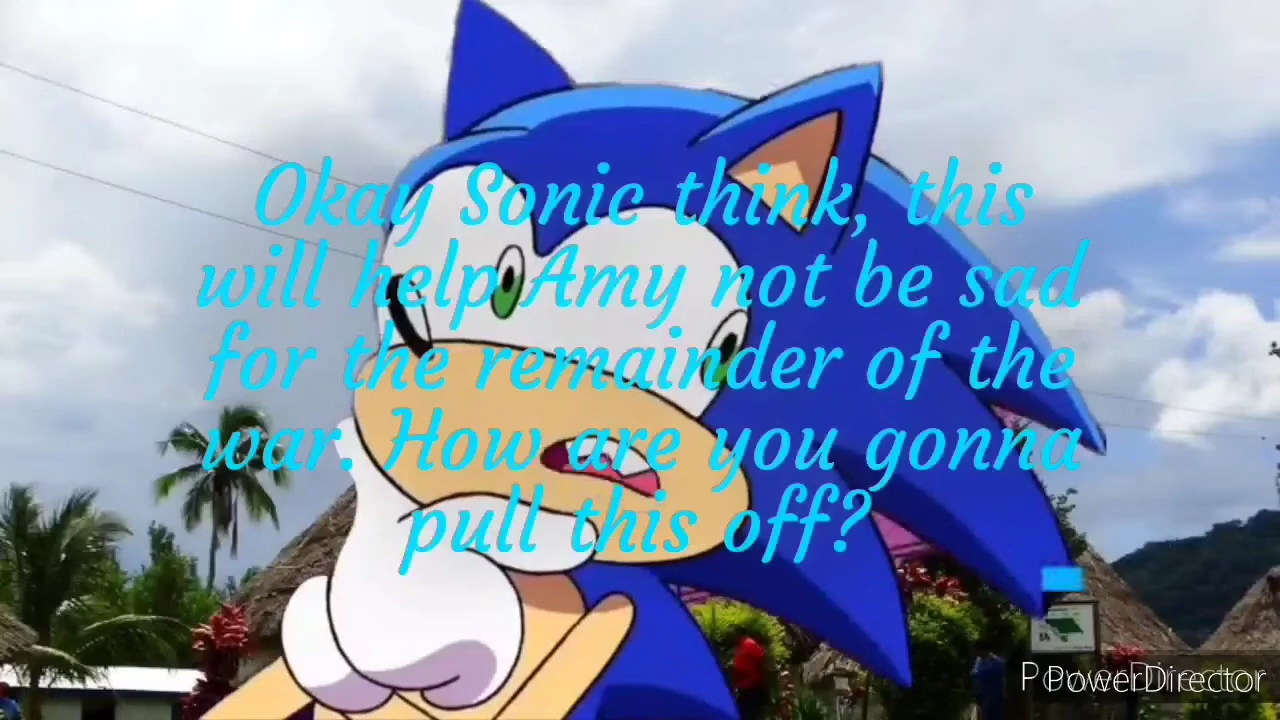 Okay Sonic think, this
will help Amy not be sad
for the remainder of the
war. How are you gonna
pull this off?
PowerDirector
PowerDirector